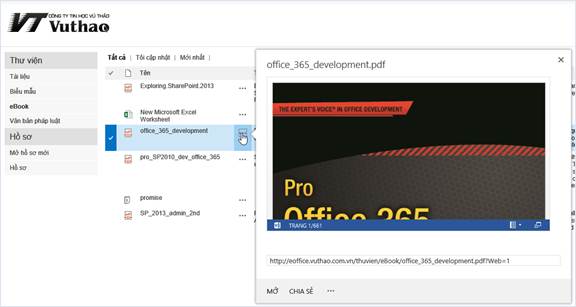 CÔNG TY TIN HỌC VŨ THẢO
VT Vuthao
Thư viện
Tài liệu
Biểu mẫu
eBook
Văn bản pháp luật
Hồ sơ
Mở hồ sơ mới
Hồ sơ
Tất cả | Tôi cập nhật | Mới nhất |
Tên
Exploring.SharePoint.2013 ...
New Microsoft Excel
Worksheet ...
office_365_development ...
pro_SP2010_dev_office_365 ...
promise ...
SP_2013_admin_2nd ...
office_365_development.pdf
THE EXPERT'S VOICE® IN OFFICE DEVELOPMENT
Pro
Office 365
TRANG 1/661
http://eoffice.vuthao.com.vn/thuvien/eBook/office_365_development.pdf?Web=1
MỞ CHIA SẺ ...